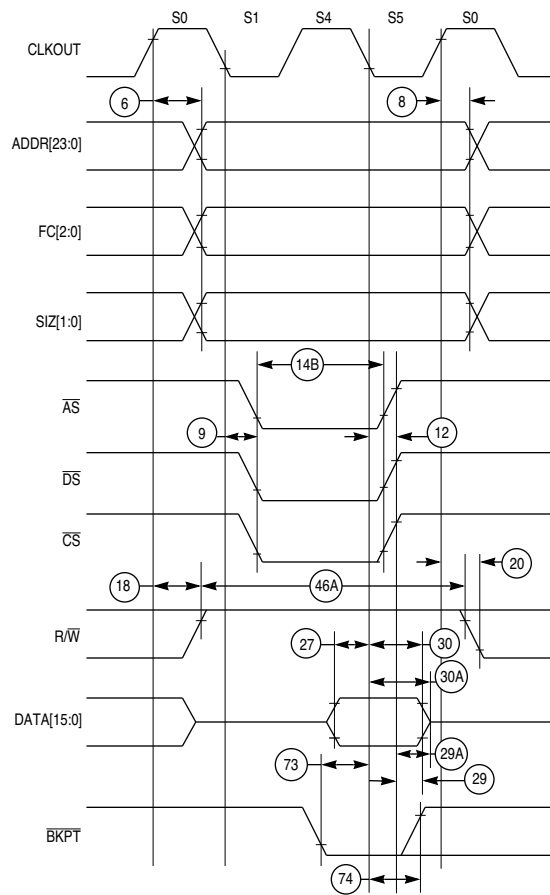 S0 S1 S4 S5 S0
CLKOUT
6 8
ADDR[23:0]
FC[2:0]
SIZ[1:0]
14B
AS
9 12
DS
CS
20
18 46A
R/W
27 30
30A
DATA[15:0]
29A
73 29
BKPT
74